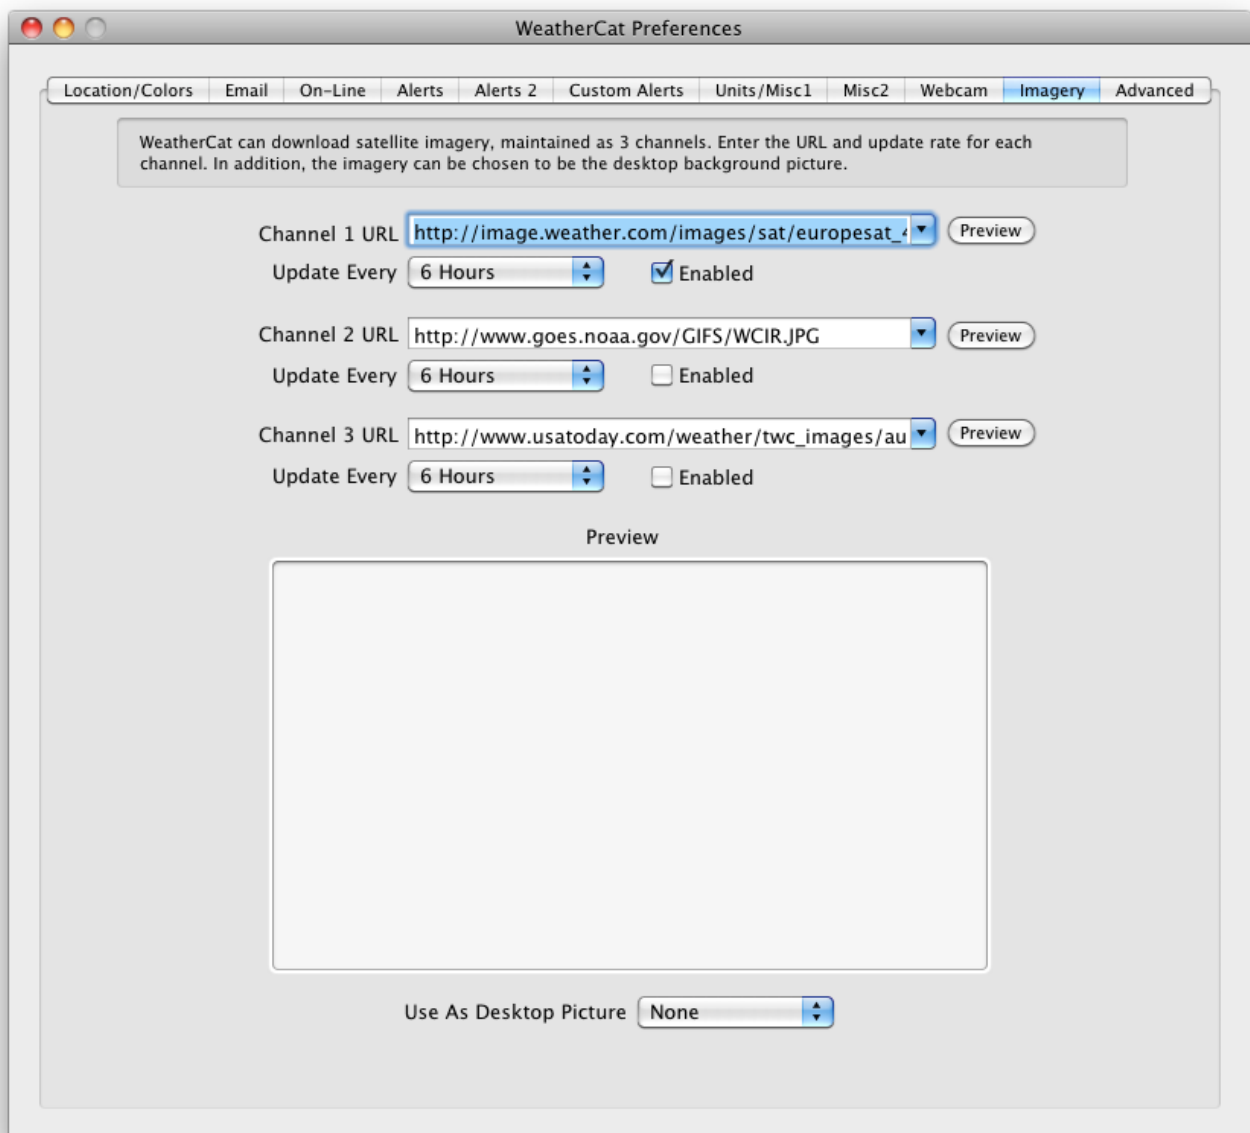 WeatherCat Preferences
Location/Colors Email On-Line Alerts Alerts 2 Custom Alerts Units/Misc1 Misc2 Webcam Imagery Advanced
WeatherCat can download satellite imagery, maintained as 3 channels. Enter the URL and update rate for each
channel. In addition, the imagery can be chosen to be the desktop background picture.
Channel 1 URL http://image.weather.com/images/sat/europesat_4 Preview
Update Every 6 Hours Enabled
Channel 2 URL http://www.goes.noaa.gov/GIFS/WCIR.JPG Preview
Update Every 6 Hours Enabled
Channel 3 URL http://www.usatoday.com/weather/twc_images/au Preview
Update Every 6 Hours Enabled
Preview
Use As Desktop Picture None